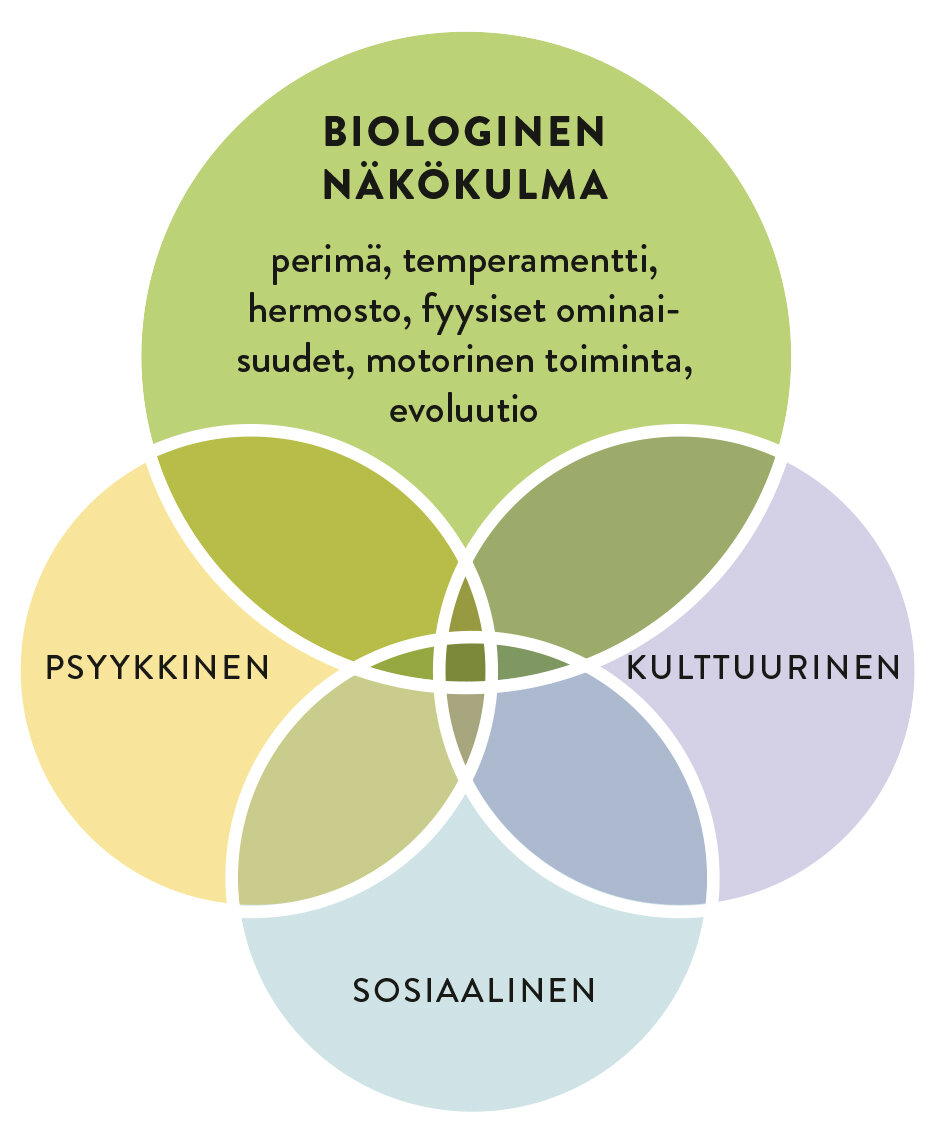 BIOLOGINEN
NÄKÖKULMA
perimä, temperamentti,
hermosto, fyysiset ominai-
suudet, motorinen toiminta,
evoluutio
PSYYKKINEN
KULTTUURINEN
SOSIAALINEN